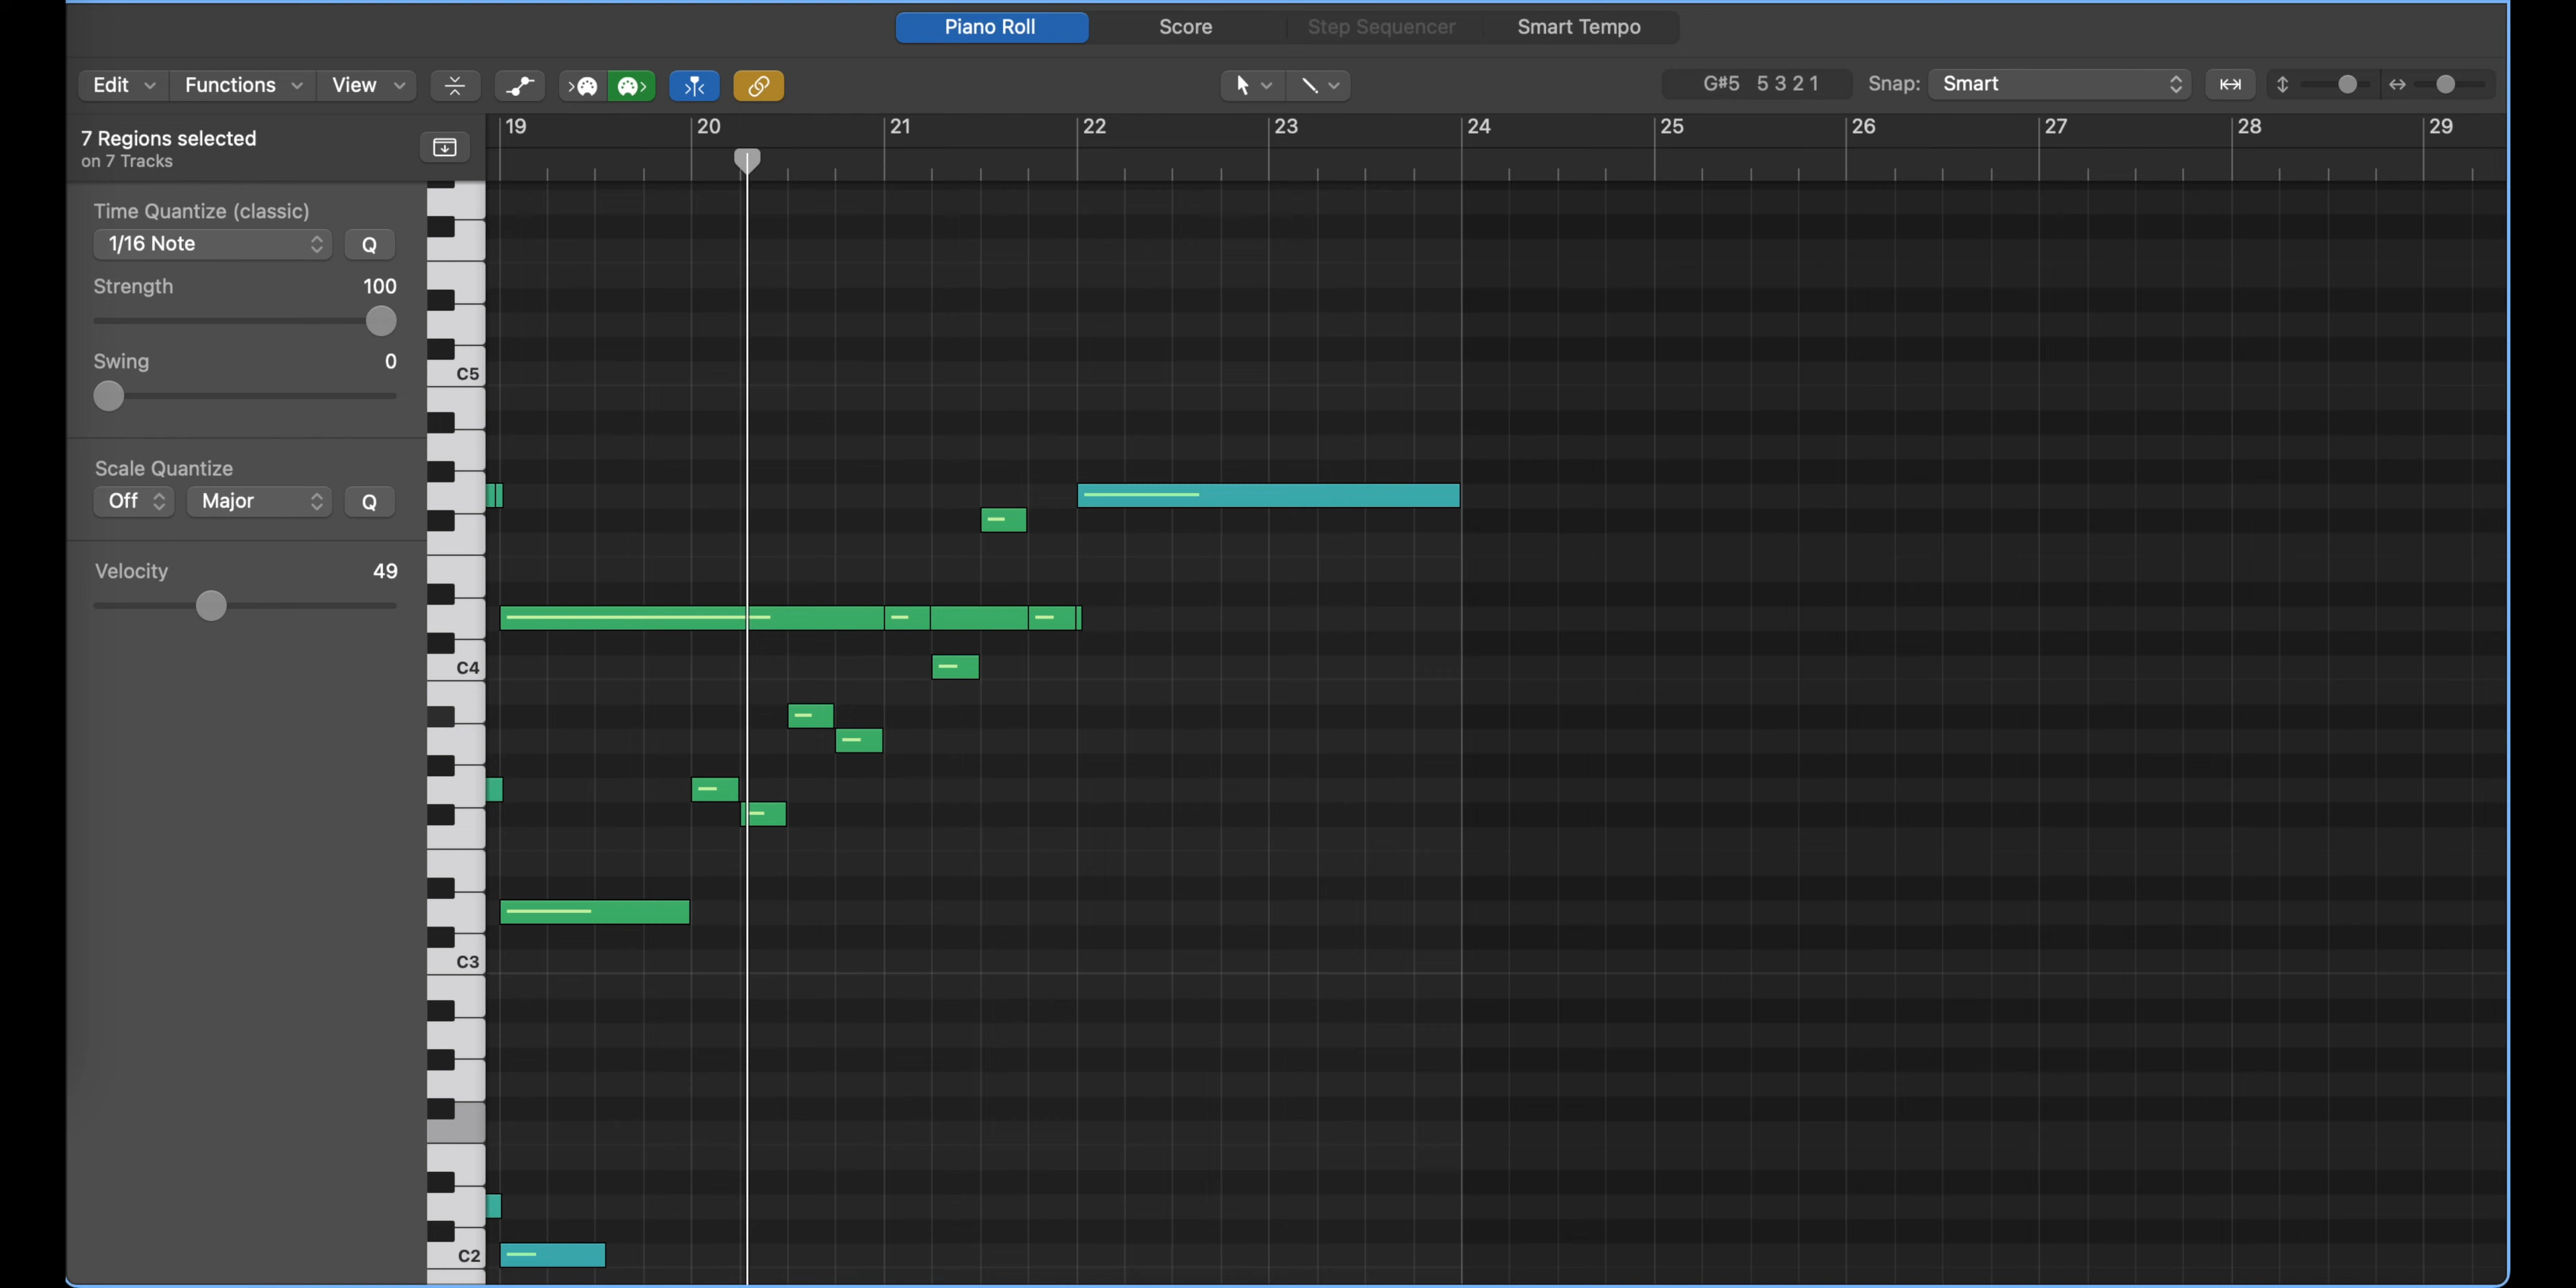 Piano Roll Score Step Sequencer Smart Tempo
Edit Functions View G#5 5 3 2 1 Snap: Smart
7 Regions selected
on 7 Tracks
19 20 21 22 23 24 25 26 27 28 29
Time Quantize (classic)
1/16 Note Q
Strength 100
Swing 0
Scale Quantize
Off Major Q
Velocity 49
C5
C4
C3
C2